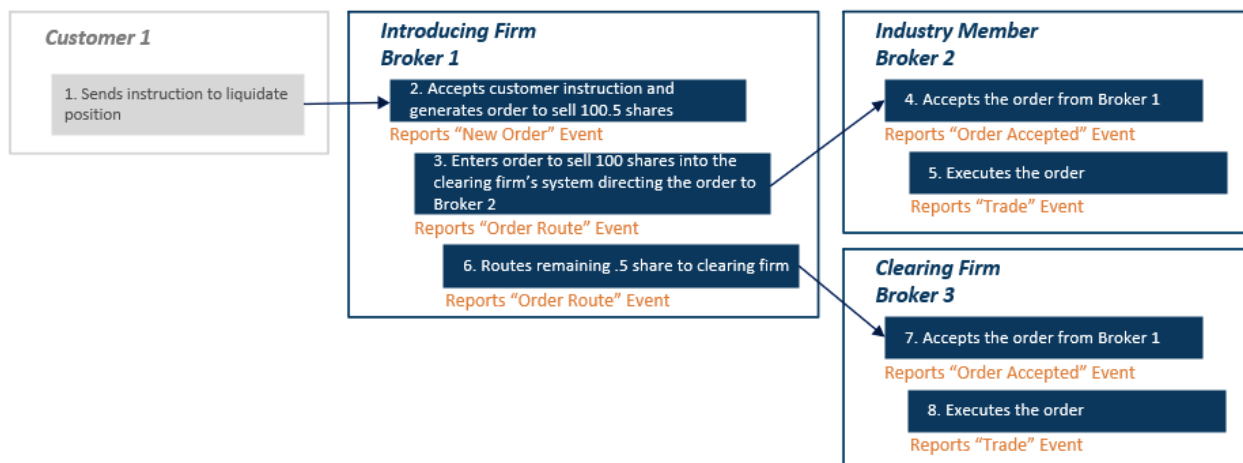 Customer 1
1. Sends instruction to liquidate
position
Introducing Firm
Broker 1
2. Accepts customer instruction and
generates order to sell 100.5 shares
Reports “New Order” Event
3. Enters order to sell 100 shares into the
clearing firm’s system directing the order to
Broker 2
Reports “Order Route” Event
6. Routes remaining .5 share to clearing firm
Reports “Order Route” Event
Industry Member
Broker 2
4. Accepts the order from Broker 1
Reports “Order Accepted” Event
5. Executes the order
Reports “Trade” Event
Clearing Firm
Broker 3
7. Accepts the order from Broker 1
Reports “Order Accepted” Event
8. Executes the order
Reports “Trade” Event